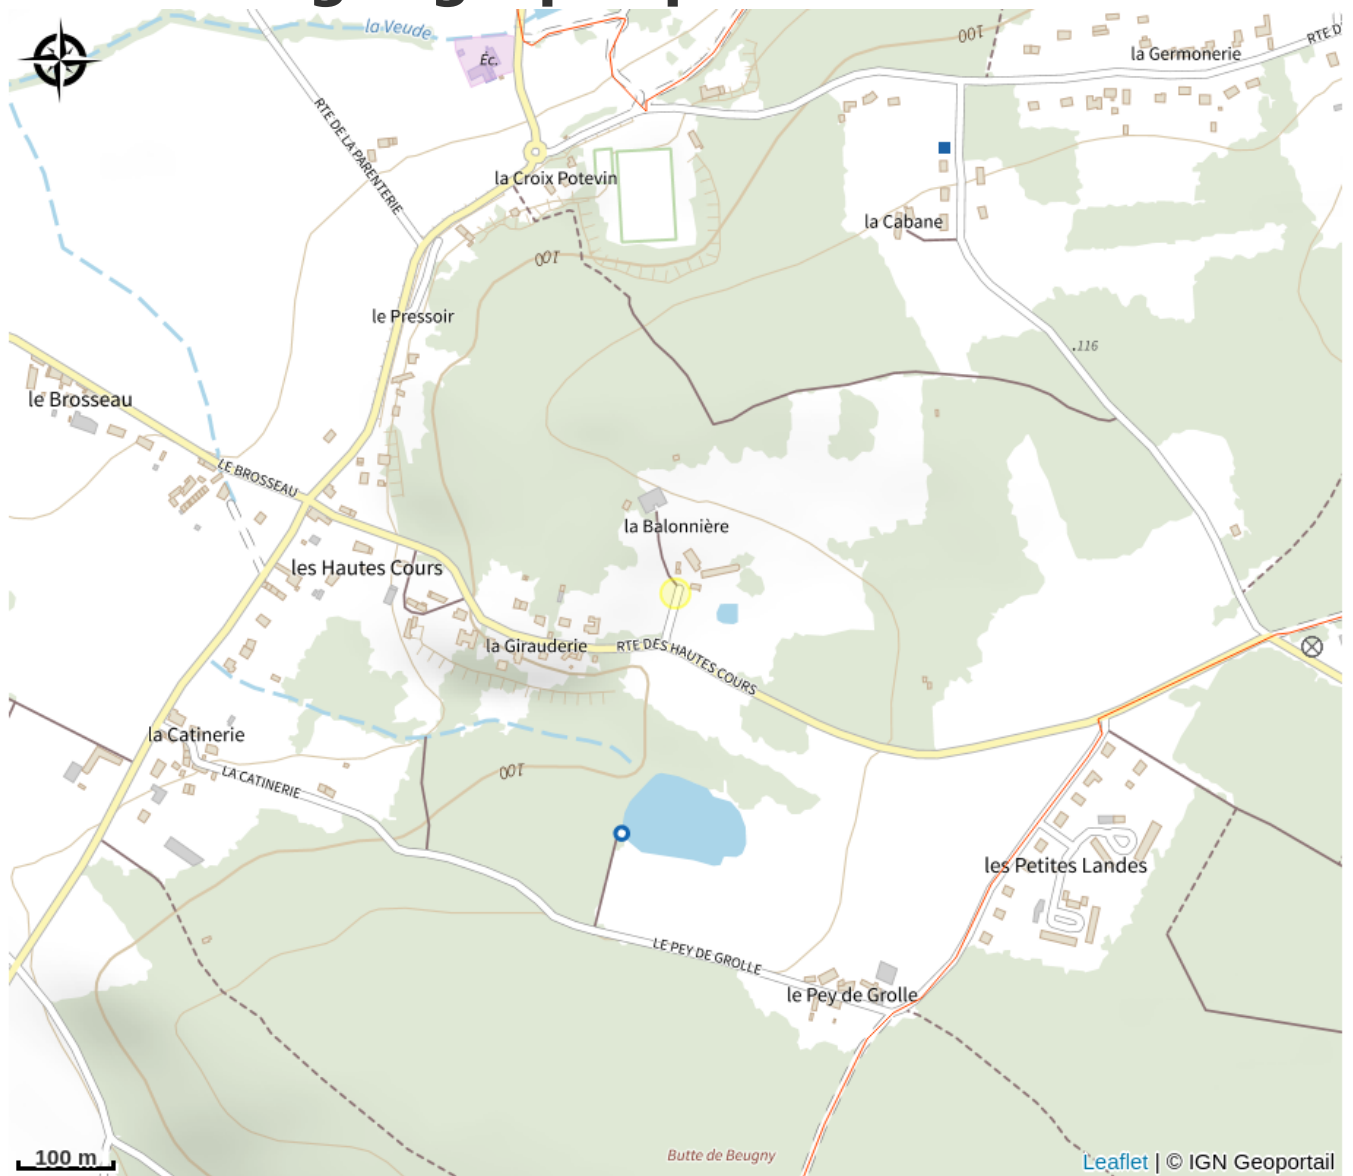 la Veude
Éc.
100
la Germonerie
RTE D
RTE DE LA PARENTERIE
la Croix Potevin
la Cabane
100
le Pressoir
.116
le Brosseau
LE BROSSEAU
la Balonnière
les Hautes Cours
la Girauderie
RTE DES HAUTES COURS
la Catinerie
LA CATINERIE
100
les Petites Landes
LE PEY DE GROLLE
le Pey de Grolle
Butte de Beugny
100 m
Leaflet | © IGN Geoportail